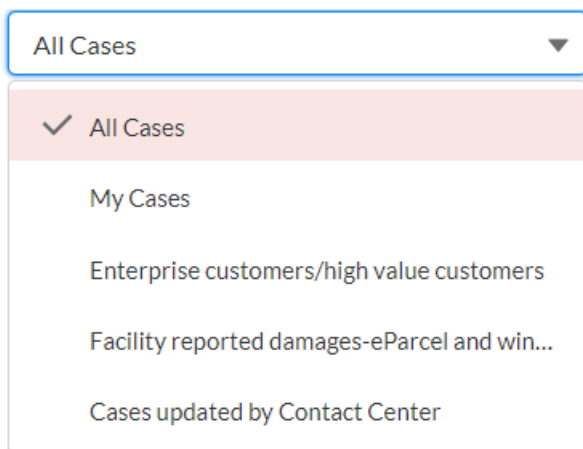 All Cases
All Cases
My Cases
Enterprise customers/high value customers
Facility reported damages-eParcel and win...
Cases updated by Contact Center